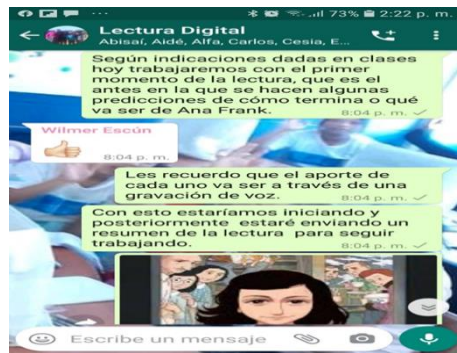 73% 2:22 p. m.
Lectura Digital
Abisaí, Aidé, Alfa, Carlos, Cesia, E...
Según indicaciones dadas en clases
hoy trabajaremos con el primer
momento de la lectura, que es el
antes en la que se hacen algunas
predicciones de cómo termina o qué
va ser de Ana Frank. 8:04 p. m.
Wilmer Escún
8:04 p. m.
Les recuerdo que el aporte de
cada uno va ser a través de una
gravación de voz. 8:04 p. m.
Con esto estaríamos iniciando y
posteriormente estaré enviando un
resumen de la lectura para seguir
trabajando. 8:04 p. m.
Escribe un mensaje